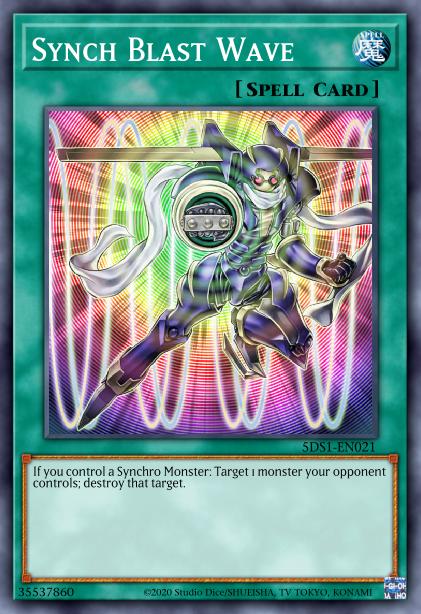 Synch Blast Wave
SPELL
魔
[Spell Card]
5DS1-EN021
If you control a Synchro Monster: Target 1 monster your opponent
controls; destroy that target.
35537860
©2020 Studio Dice/SHUEISHA, TV TOKYO, KONAMI